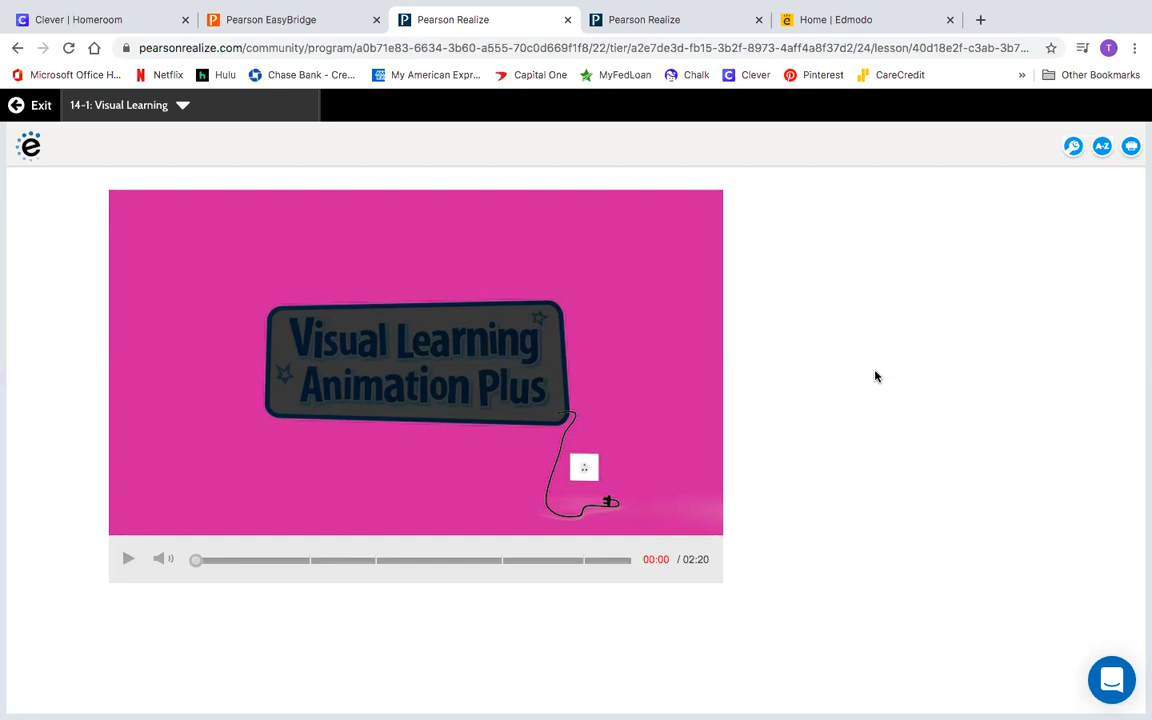 Clever | Homeroom
Pearson EasyBridge
Pearson Realize
Pearson Realize
Home | Edmodo
pearsonrealize.com/community/program/a0b71e83-6634-3b60-a555-70c0d669f1f8/22/tier/a2e7de3d-fb15-3b2f-8973-4aff4a8f37d2/24/lesson/40d18e2f-c3ab-3b7...
T
Microsoft Office H...
Netflix
Hulu
Chase Bank - Cre...
My American Expr...
Capital One
MyFedLoan
Chalk
Clever
Pinterest
CareCredit
»
Other Bookmarks
Exit
14-1: Visual Learning
e
A-Z
Visual Learning
Animation Plus
00:00 / 02:20